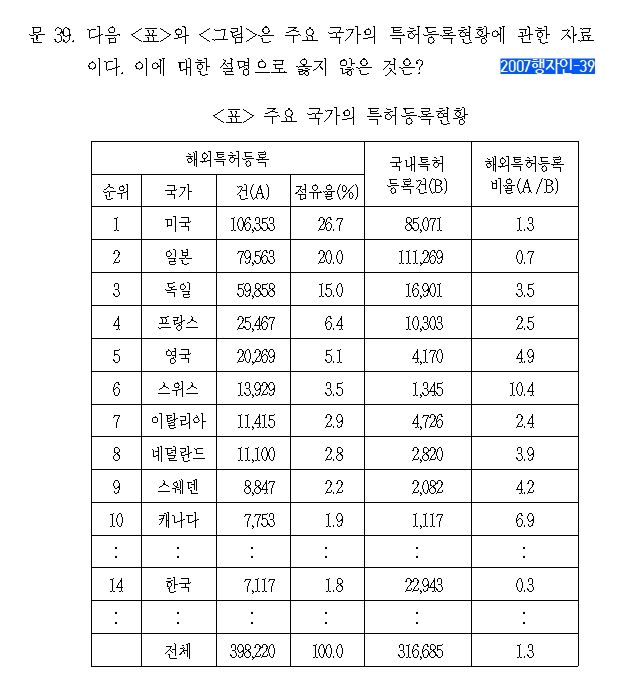 문 39. 다음 <표>와 <그림>은 주요 국가의 특허등록현황에 관한 자료
이다. 이에 대한 설명으로 옳지 않은 것은? 2007행자인-39
<표> 주요 국가의 특허등록현황
해외특허등록 국내특허 등록건(B) 해외특허등록 비율(A/B)
순위 국가 건(A) 점유율(%)
1 미국 106,353 26.7 85,071 1.3
2 일본 79,563 20.0 111,269 0.7
3 독일 59,858 15.0 16,901 3.5
4 프랑스 25,467 6.4 10,303 2.5
5 영국 20,269 5.1 4,170 4.9
6 스위스 13,929 3.5 1,345 10.4
7 이탈리아 11,415 2.9 4,726 2.4
8 네덜란드 11,100 2.8 2,820 3.9
9 스웨덴 8,847 2.2 2,082 4.2
10 캐나다 7,753 1.9 1,117 6.9
: : : : : :
14 한국 7,117 1.8 22,943 0.3
: : : : : :
전체 398,220 100.0 316,685 1.3